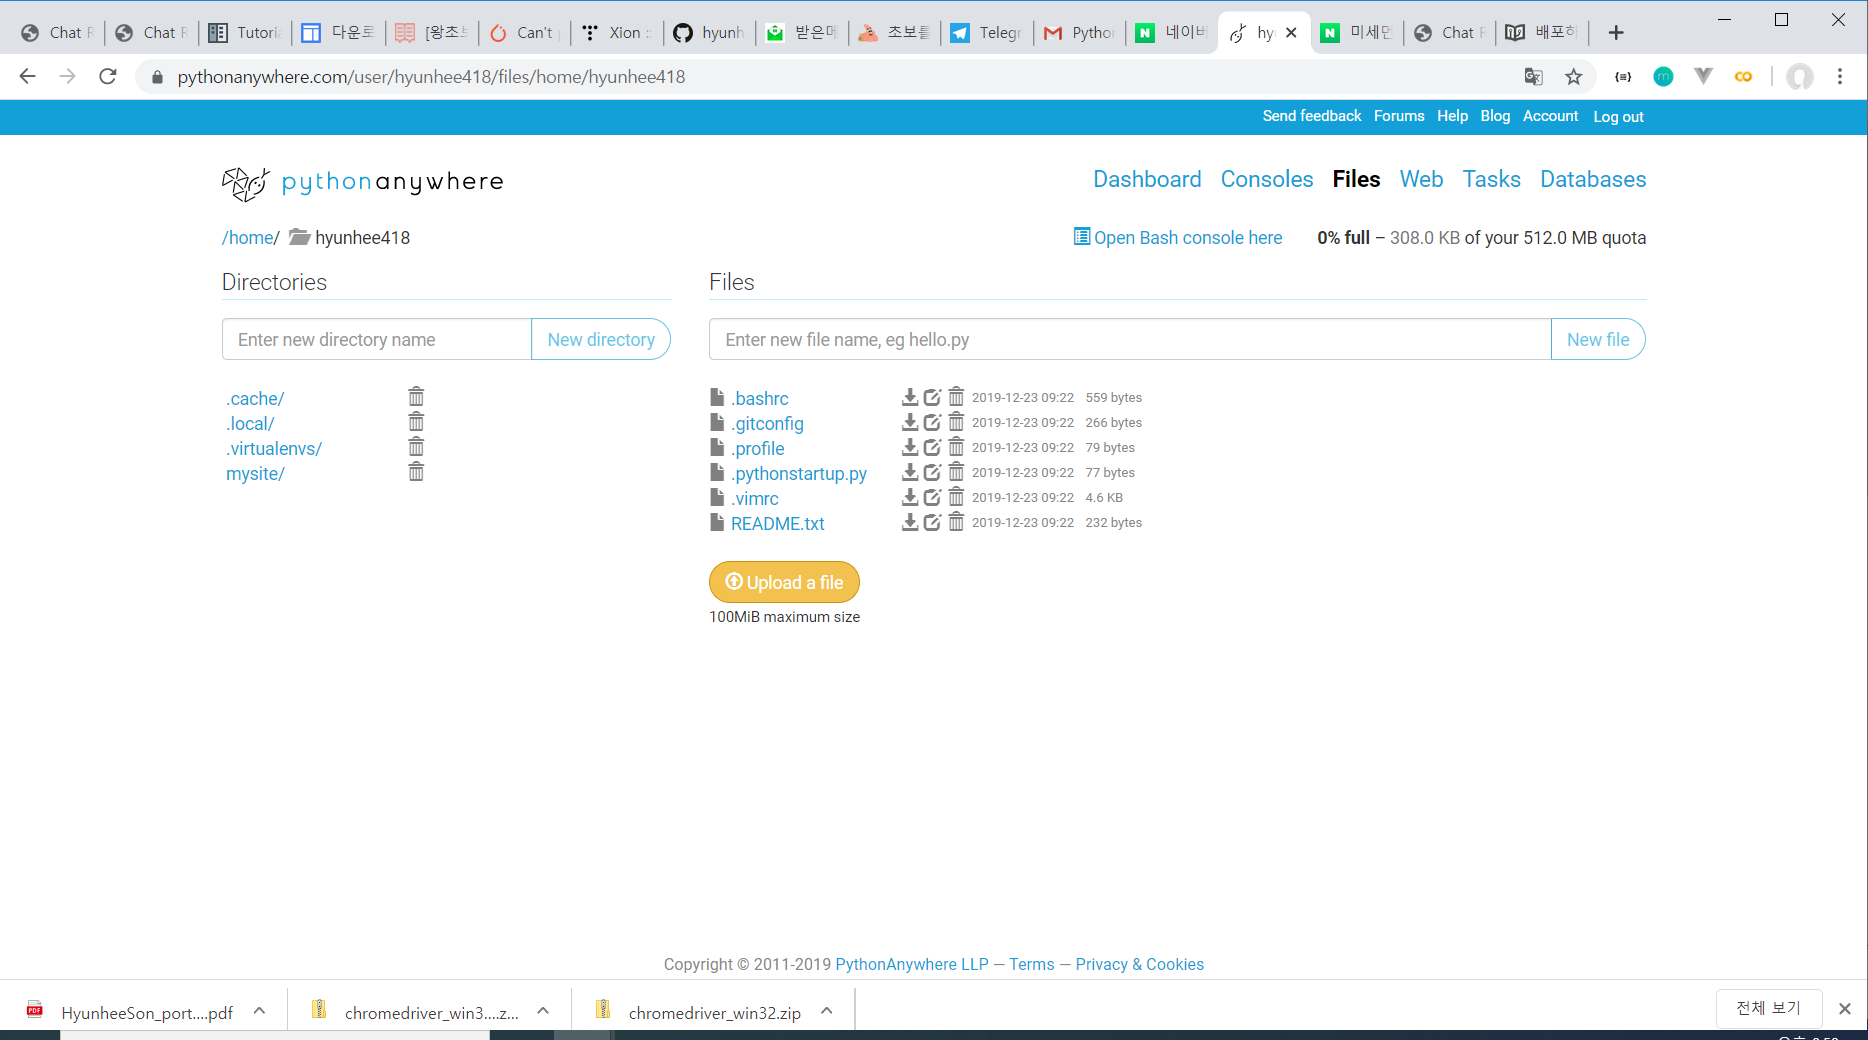 Chat R Chat R Tutoria 다운로 [왕초보 Can't Xion :: hyunh 받은메 초보를 Telegr Python 네이버 hy 미세먼 Chat R 배포하
pythonanywhere.com/user/hyunhee418/files/home/hyunhee418
Send feedback Forums Help Blog Account Log out
pythonanywhere
Dashboard Consoles Files Web Tasks Databases
/home/ hyunhee418
Open Bash console here 0% full – 308.0 KB of your 512.0 MB quota
Directories
Enter new directory name New directory
.cache/
.local/
.virtualenvs/
mysite/
Files
Enter new file name, eg hello.py New file
.bashrc 2019-12-23 09:22 559 bytes
.gitconfig 2019-12-23 09:22 266 bytes
.profile 2019-12-23 09:22 79 bytes
.pythonstartup.py 2019-12-23 09:22 77 bytes
.vimrc 2019-12-23 09:22 4.6 KB
README.txt 2019-12-23 09:22 232 bytes
Upload a file
100MiB maximum size
Copyright © 2011-2019 PythonAnywhere LLP — Terms — Privacy & Cookies
HyunheeSon_port....pdf chromedriver_win3....z... chromedriver_win32.zip 전체 보기